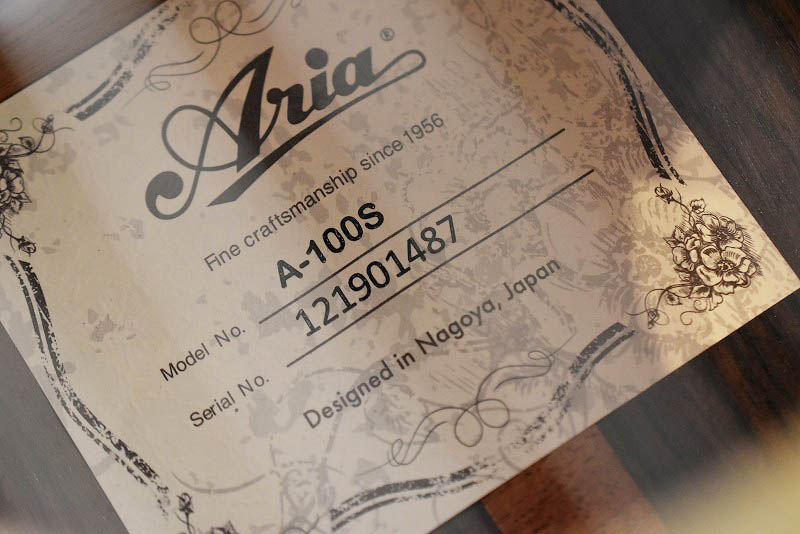 Aria®
Fine craftsmanship since 1956
Model No. A-100S
Serial No. 121901487
Designed in Nagoya, Japan